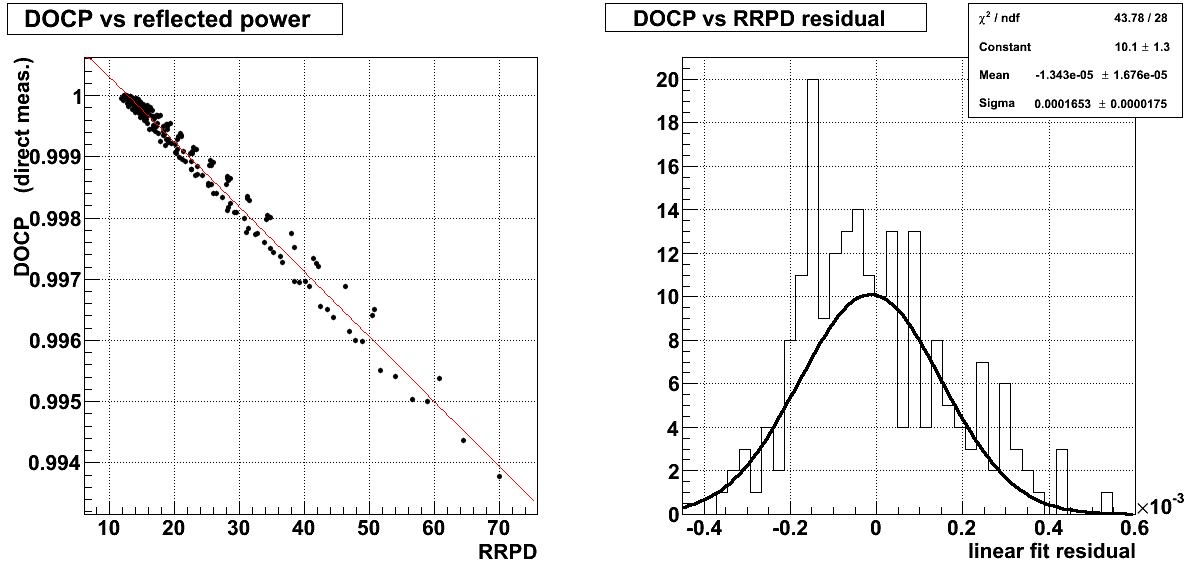 DOCP vs reflected power
DOCP (direct meas.)
1
0.999
0.998
0.997
0.996
0.995
0.994
10 20 30 40 50 60 70
RRPD
DOCP vs RRPD residual
χ² / ndf 43.78 / 28
Constant 10.1 ± 1.3
Mean -1.343e-05 ± 1.676e-05
Sigma 0.0001653 ± 0.0000175
20
18
16
14
12
10
8
6
4
2
0
-0.4 -0.2 0 0.2 0.4 0.6
×10⁻³
linear fit residual